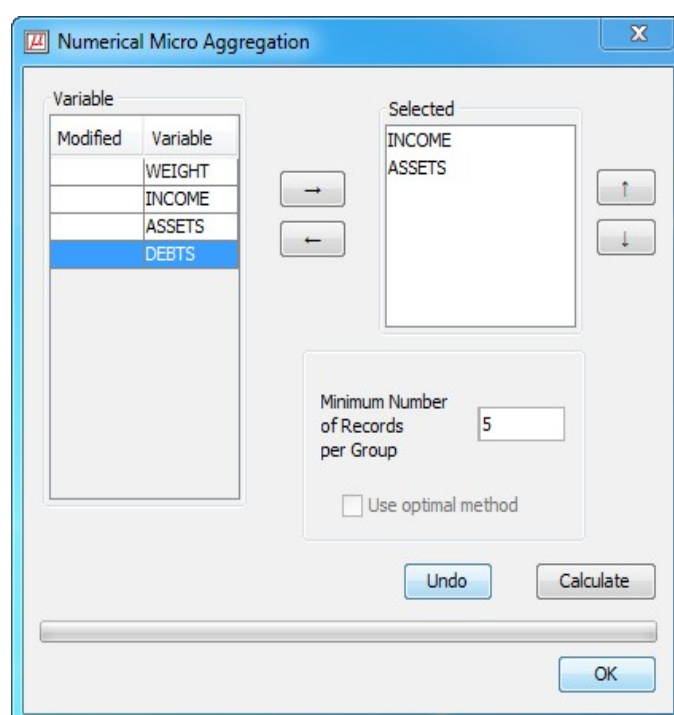 μ Numerical Micro Aggregation X
Variable
Modified Variable
WEIGHT
INCOME
ASSETS
DEBTS
→
←
Selected
INCOME
ASSETS
↑
↓
Minimum Number
of Records
per Group
5
Use optimal method
Undo Calculate
OK